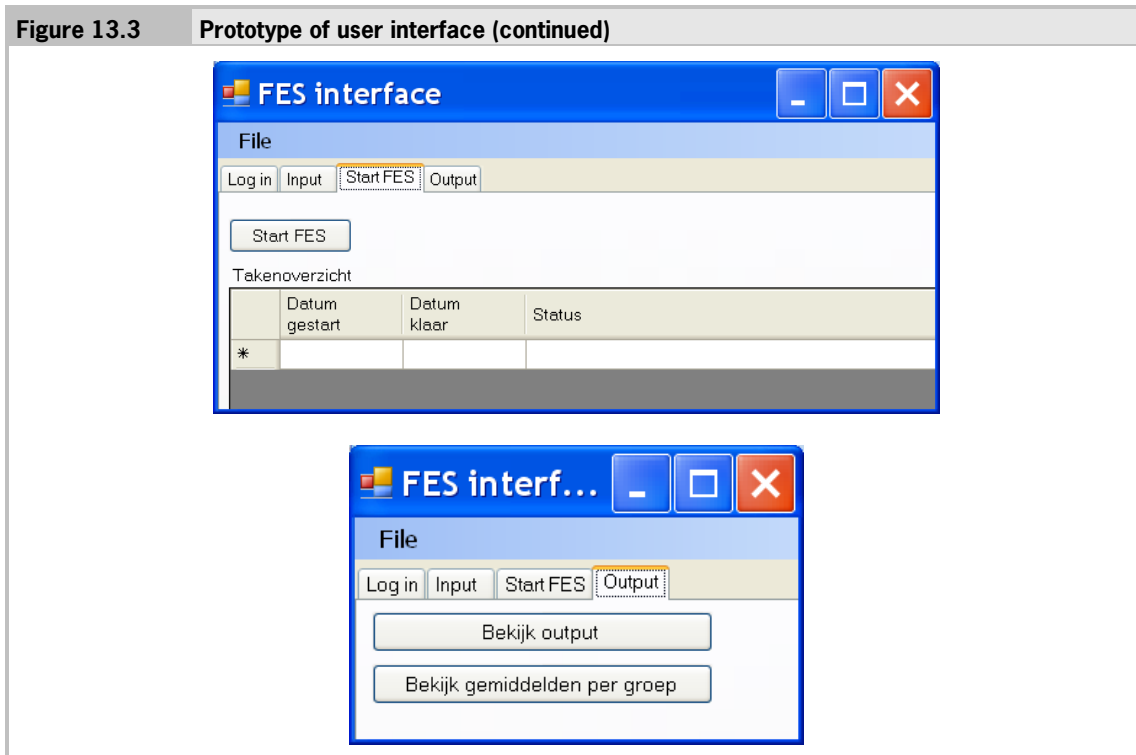 Figure 13.3 Prototype of user interface (continued)
FES interface
File
Log in Input Start FES Output
Start FES
Takenoverzicht
Datum gestart Datum klaar Status
*
FES interf...
File
Log in Input Start FES Output
Bekijk output
Bekijk gemiddelden per groep